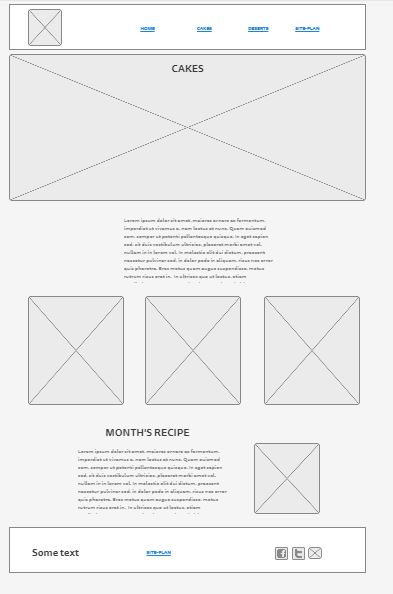 HOME CAKES DESERTS SITE-PLAN
CAKES
Lorem ipsum dolor sit amet, maiores ornare ac fermentum,
imperdiet ut vivamus a, nam lectus at nunc. Quam euismod
sem, semper ut potenti pellentesque quisque. In eget sapien
sed, sit duis vestibulum ultricies, placerat morbi amet vel,
nullam in in lorem vel. In molestie elit dui dictum, praesent
nascetur pulvinar sed, in dolor pede in aliquam, risus nec error
quis pharetra. Eros metus quam augue suspendisse, metus
rutrum risus erat in. In ultrices quo ut lectus, etiam
MONTH'S RECIPE
Lorem ipsum dolor sit amet, maiores ornare ac fermentum,
imperdiet ut vivamus a, nam lectus at nunc. Quam euismod
sem, semper ut potenti pellentesque quisque. In eget sapien
sed, sit duis vestibulum ultricies, placerat morbi amet vel,
nullam in in lorem vel. In molestie elit dui dictum, praesent
nascetur pulvinar sed, in dolor pede in aliquam, risus nec error
quis pharetra. Eros metus quam augue suspendisse, metus
rutrum risus erat in. In ultrices quo ut lectus, etiam
Some text SITE-PLAN